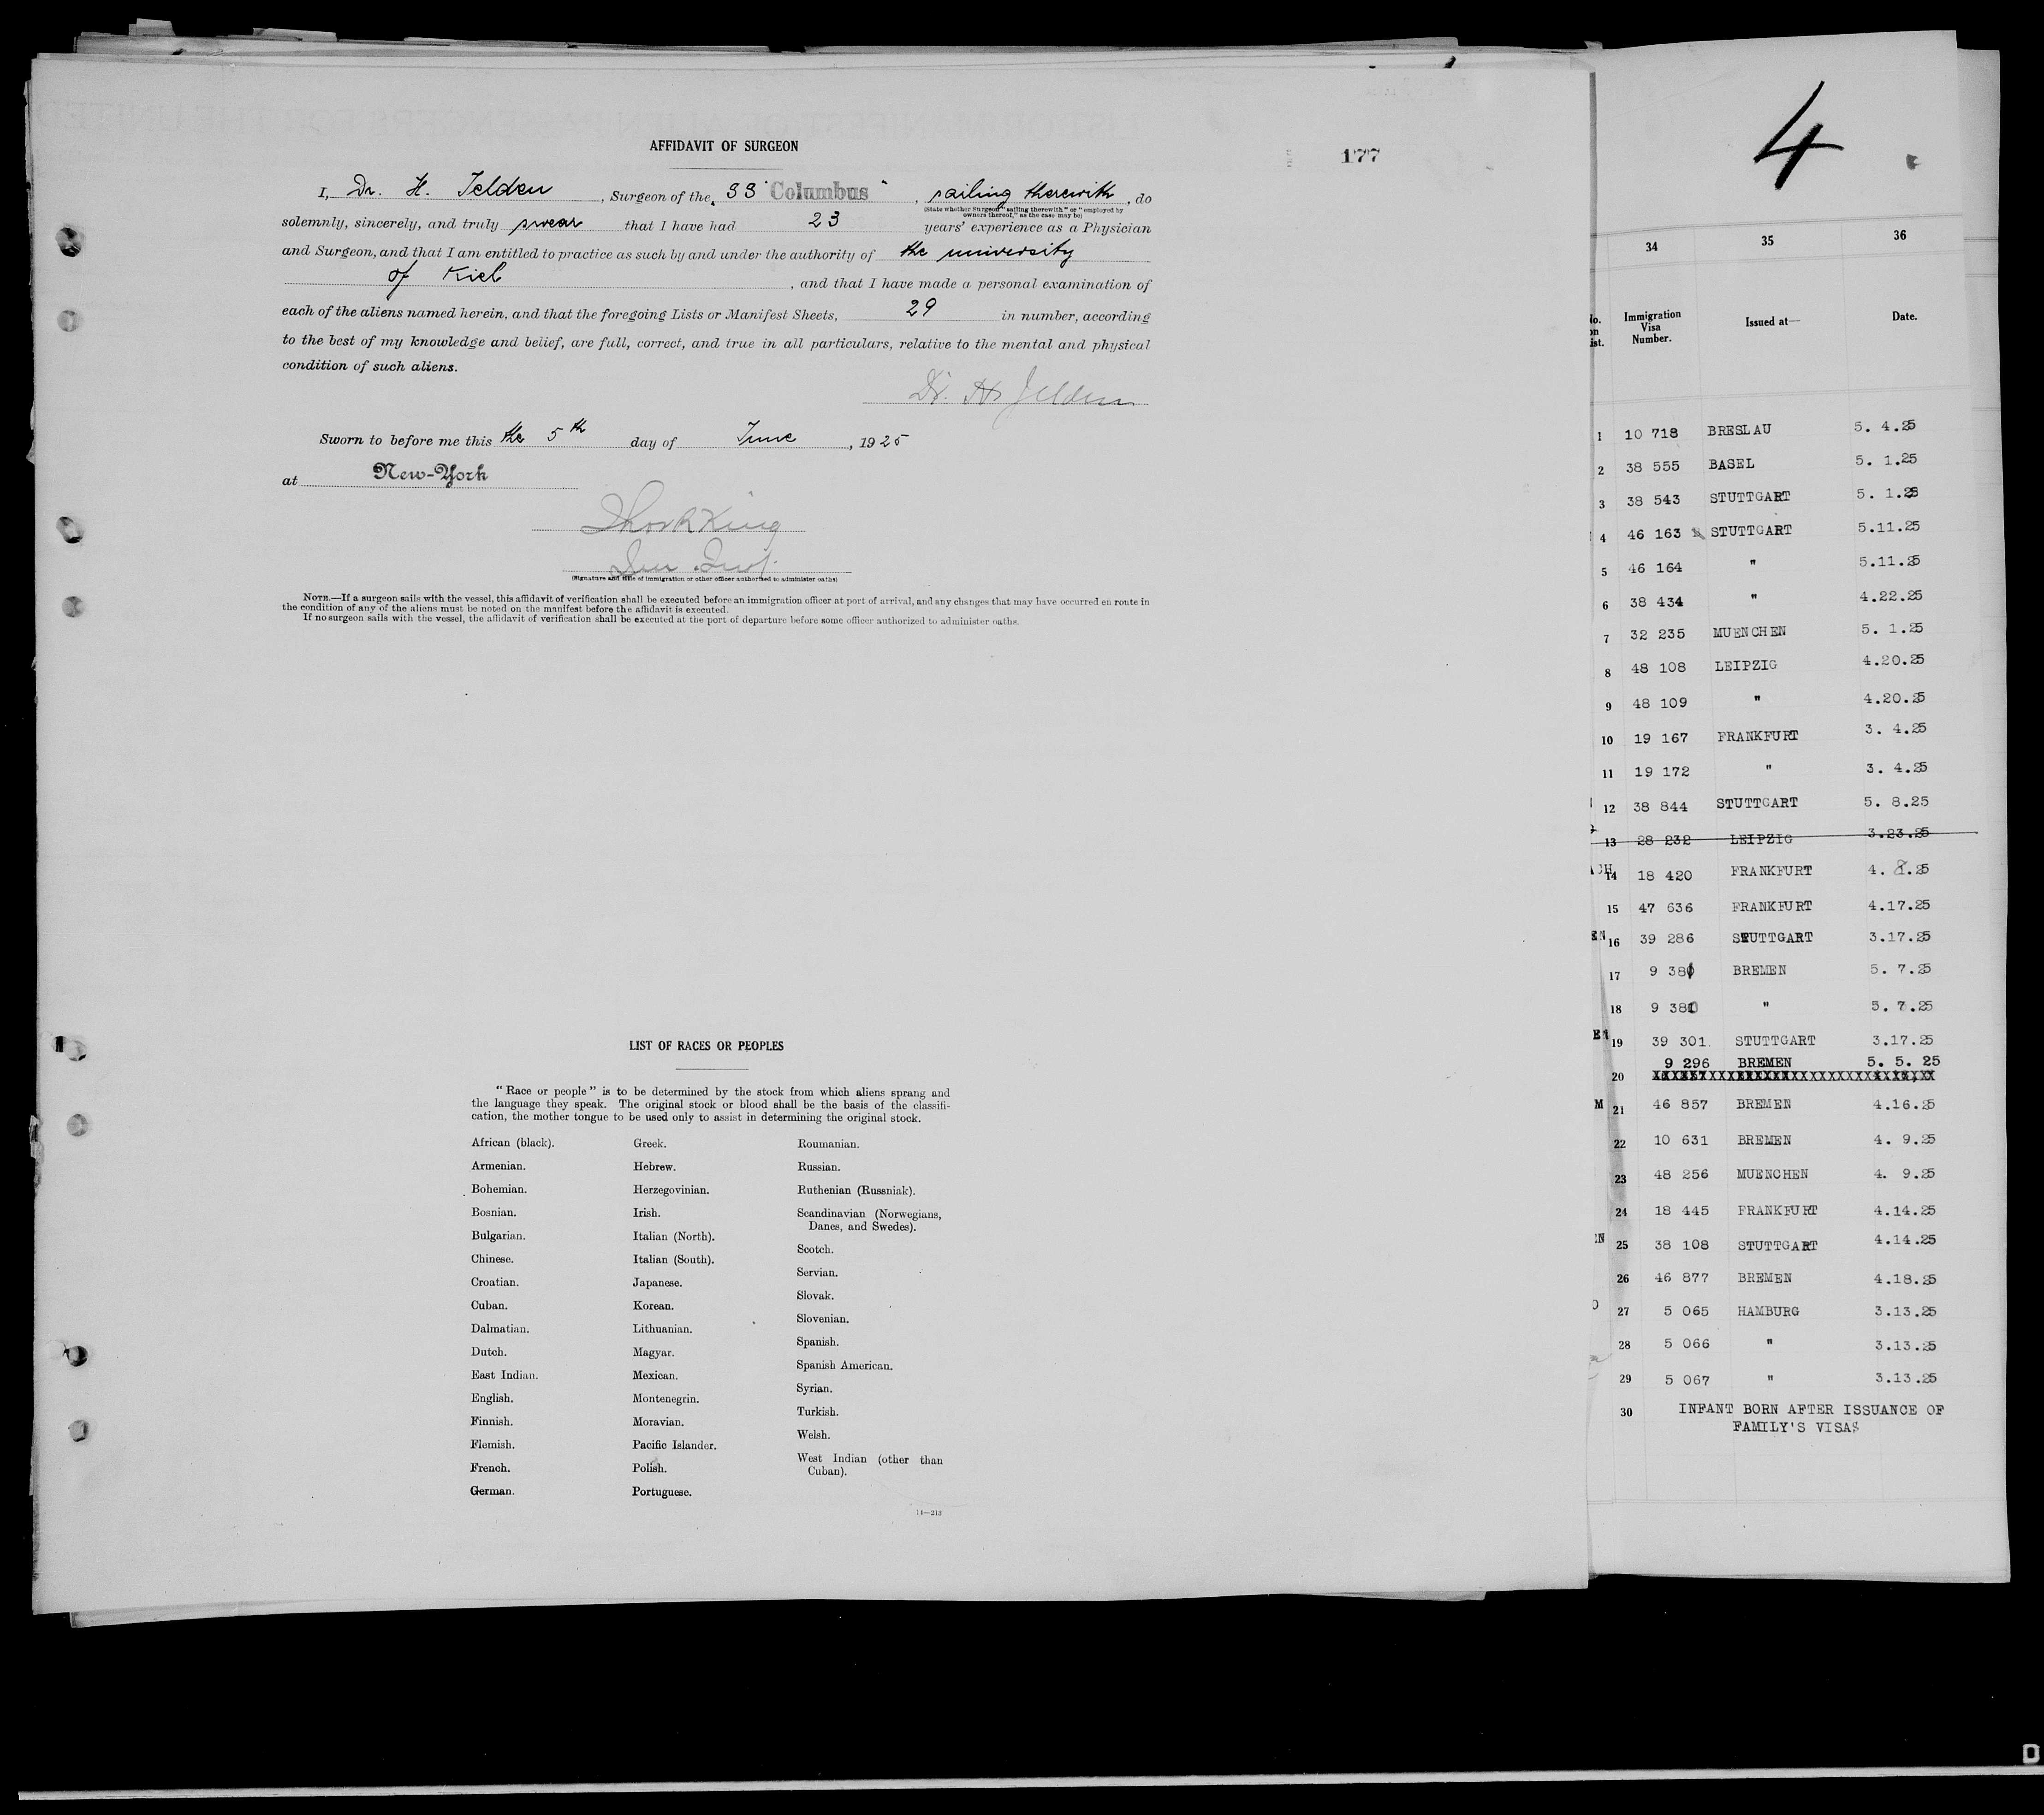 AFFIDAVIT OF SURGEON
177
I, Dr. H. Jelden, Surgeon of the SS "Columbus", sailing therewith, do
(State whether Surgeon "sailing therewith" or "employed by
owners thereof," as the case may be)
solemnly, sincerely, and truly swear that I have had 23 years' experience as a Physician
and Surgeon, and that I am entitled to practice as such by and under the authority of the university
of Kiel, and that I have made a personal examination of
each of the aliens named herein, and that the foregoing Lists or Manifest Sheets, 29 in number, according
to the best of my knowledge and belief, are full, correct, and true in all particulars, relative to the mental and physical
condition of such aliens.
Dr. H Jelden
Sworn to before me this the 5th day of June, 1925
at New-York
King
(Signature and title of immigration or other officer authorized to administer oaths)
NOTE.—If a surgeon sails with the vessel, this affidavit of verification shall be executed before an immigration officer at port of arrival, and any changes that may have occurred en route in
the condition of any of the aliens must be noted on the manifest before the affidavit is executed.
If no surgeon sails with the vessel, the affidavit of verification shall be executed at the port of departure before some officer authorized to administer oaths.
LIST OF RACES OR PEOPLES
"Race or people" is to be determined by the stock from which aliens sprang and
the language they speak. The original stock or blood shall be the basis of the classifi-
cation, the mother tongue to be used only to assist in determining the original stock.
African (black).
Armenian.
Bohemian.
Bosnian.
Bulgarian.
Chinese.
Croatian.
Cuban.
Dalmatian.
Dutch.
East Indian.
English.
Finnish.
Flemish.
French.
German.
Greek.
Hebrew.
Herzegovinian.
Irish.
Italian (North).
Italian (South).
Japanese.
Korean.
Lithuanian.
Magyar.
Mexican.
Montenegrin.
Moravian.
Pacific Islander.
Polish.
Portuguese.
Roumanian.
Russian.
Ruthenian (Russniak).
Scandinavian (Norwegians,
Danes, and Swedes).
Scotch.
Servian.
Slovak.
Slovenian.
Spanish.
Spanish American.
Syrian.
Turkish.
Welsh.
West Indian (other than
Cuban).
14—213
4
34 35 36
Immigration
Visa
Number.
Issued at—
Date.
1 10 718 BRESLAU 5. 4.25
2 38 555 BASEL 5. 1.25
3 38 543 STUTTGART 5. 1.25
4 46 163 STUTTGART 5.11.25
5 46 164 " 5.11.25
6 38 434 " 4.22.25
7 32 235 MUENCHEN 5. 1.25
8 48 108 LEIPZIG 4.20.25
9 48 109 " 4.20.25
10 19 167 FRANKFURT 3. 4.25
11 19 172 " 3. 4.25
12 38 844 STUTTGART 5. 8.25
13 28 232 LEIPZIG 3.23.25
14 18 420 FRANKFURT 4. 8.25
15 47 636 FRANKFURT 4.17.25
16 39 286 STUTTGART 3.17.25
17 9 381 BREMEN 5. 7.25
18 9 380 " 5. 7.25
19 39 301. STUTTGART 3.17.25
9 296 BREMEN 5. 5. 25
20
21 46 857 BREMEN 4.16.25
22 10 631 BREMEN 4. 9.25
23 48 256 MUENCHEN 4. 9.25
24 18 445 FRANKFURT 4.14.25
25 38 108 STUTTGART 4.14.25
26 46 877 BREMEN 4.18.25
27 5 065 HAMBURG 3.13.25
28 5 066 " 3.13.25
29 5 067 " 3.13.25
30 INFANT BORN AFTER ISSUANCE OF
FAMILY'S VISAS